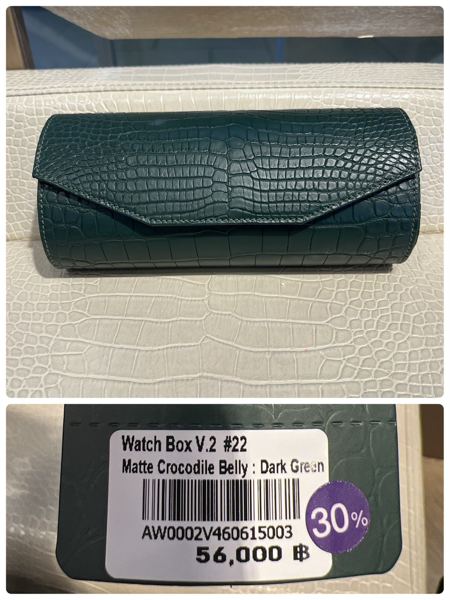 Watch Box V.2 #22
Matte Crocodile Belly : Dark Green
AW0002V460615003
56,000 ฿
30%